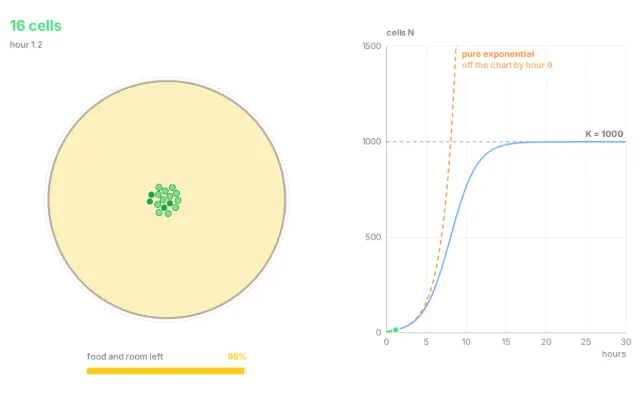 16 cells
hour 1.2
food and room left 98%
cells N
1500
pure exponential
off the chart by hour 9
K = 1000
1000
500
0
0 5 10 15 20 25 30
hours